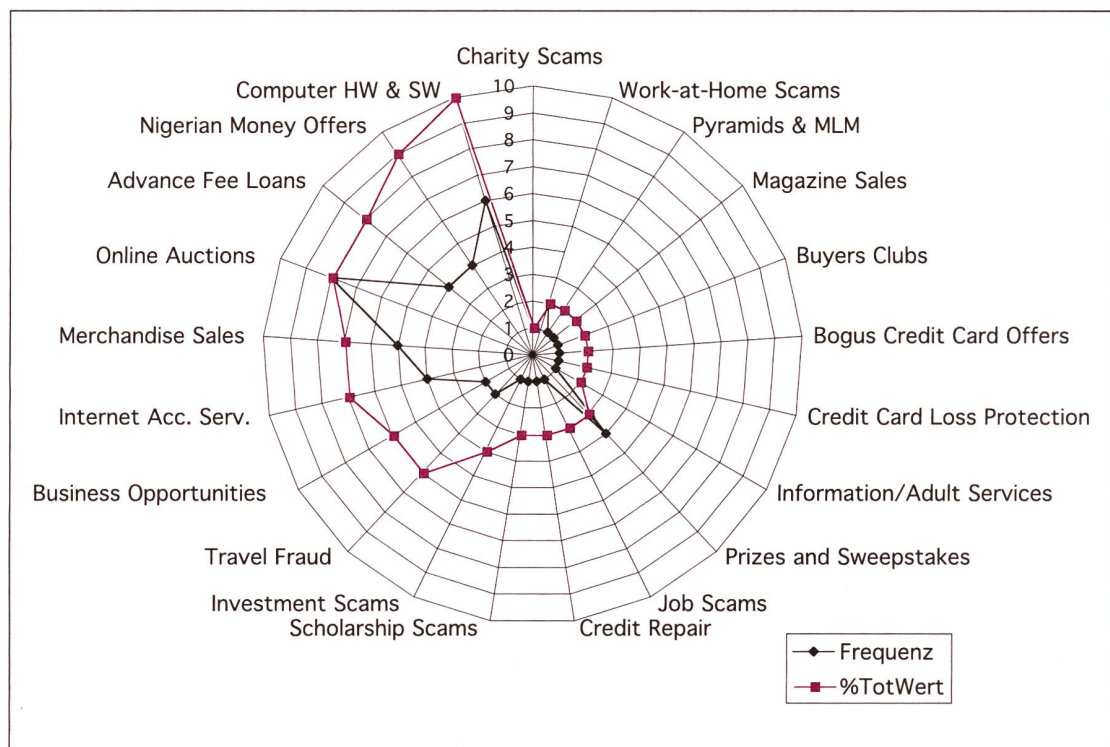 Charity Scams
Work-at-Home Scams
Pyramids & MLM
Magazine Sales
Buyers Clubs
Bogus Credit Card Offers
Credit Card Loss Protection
Information/Adult Services
Prizes and Sweepstakes
Job Scams
Credit Repair
Scholarship Scams
Investment Scams
Travel Fraud
Business Opportunities
Internet Acc. Serv.
Merchandise Sales
Online Auctions
Advance Fee Loans
Nigerian Money Offers
Computer HW & SW
10
9
8
7
6
5
4
3
2
1
0
Frequenz
%TotWert